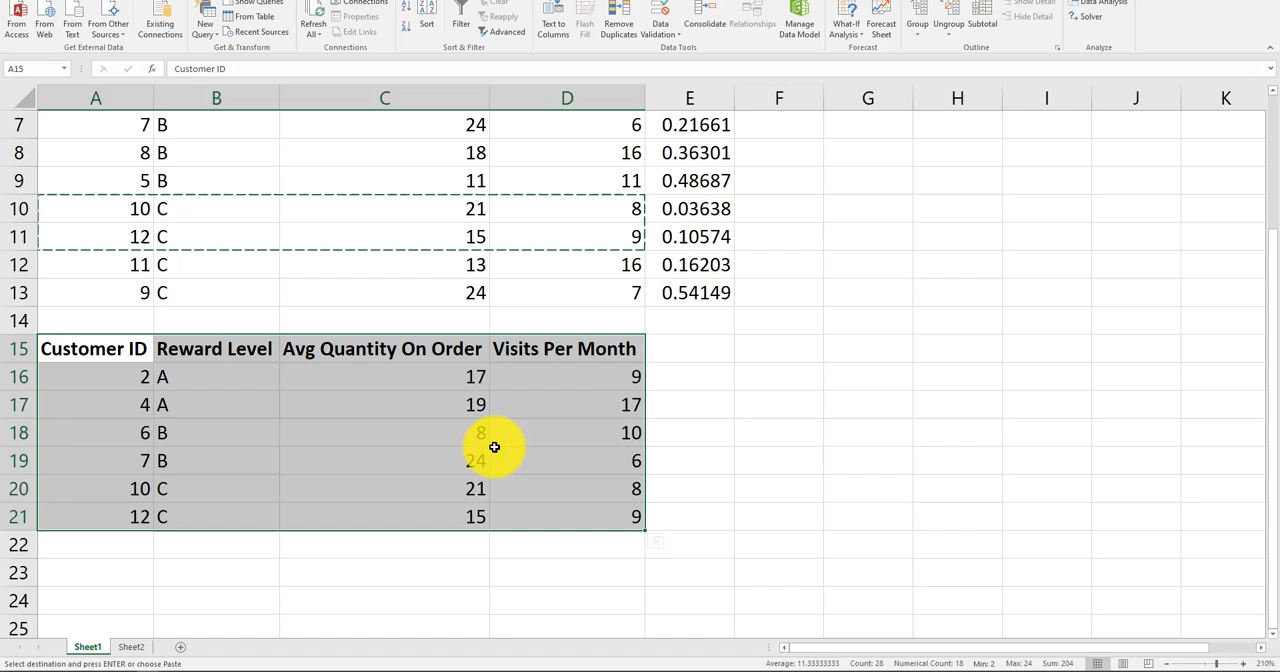 Show Queries Connections Clear Show Detail Data Analysis
From Table Properties Reapply Hide Detail Solver
Recent Sources Edit Links Advanced
From Access From Web From Text From Other Sources Existing Connections New Query Refresh All Sort Filter Text to Columns Flash Fill Remove Duplicates Data Validation Consolidate Relationships Manage Data Model What-If Analysis Forecast Sheet Group Ungroup Subtotal
Get External Data Get & Transform Connections Sort & Filter Data Tools Forecast Outline Analyze
A15 fx Customer ID
A B C D E F G H I J K
7 7 B 24 6 0.21661
8 8 B 18 16 0.36301
9 5 B 11 11 0.48687
10 10 C 21 8 0.03638
11 12 C 15 9 0.10574
12 11 C 13 16 0.16203
13 9 C 24 7 0.54149
14
15 Customer ID Reward Level Avg Quantity On Order Visits Per Month
16 2 A 17 9
17 4 A 19 17
18 6 B 8 10
19 7 B 24 6
20 10 C 21 8
21 12 C 15 9
22
23
24
25
Sheet1 Sheet2
Select destination and press ENTER or choose Paste Average: 11.33333333 Count: 28 Numerical Count: 18 Min: 2 Max: 24 Sum: 204 210%